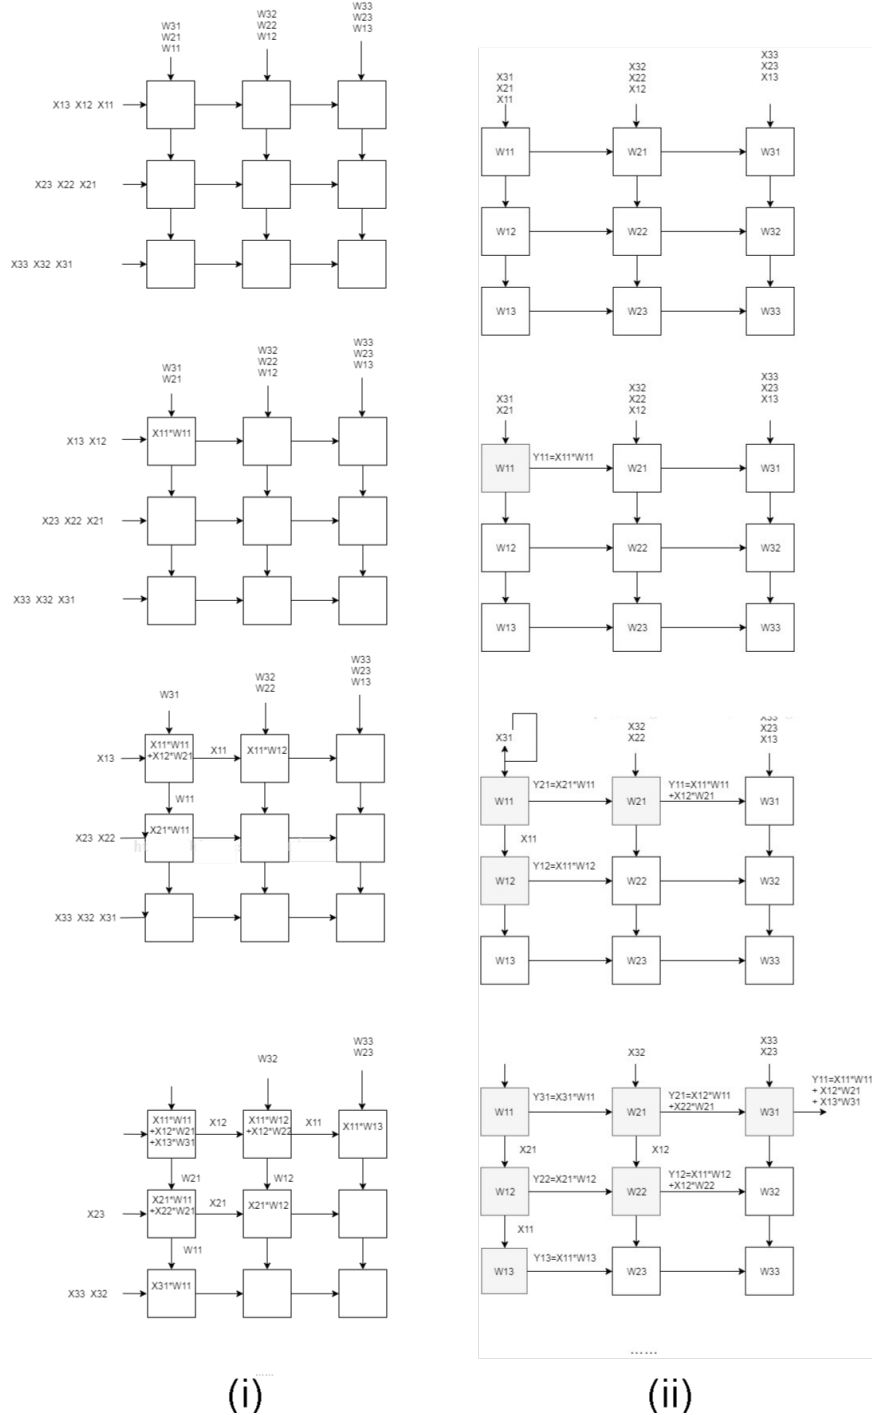 W31
W21
W11
W32
W22
W12
W33
W23
W13
X13 X12 X11
X23 X22 X21
X33 X32 X31
W31
W21
W32
W22
W12
W33
W23
W13
X13 X12
X11*W11
X23 X22 X21
X33 X32 X31
W31
W32
W22
W33
W23
W13
X13
X11*W11
+X12*W21
X11
X11*W12
W11
X23 X22
X21*W11
X33 X32 X31
W32
W33
W23
X11*W11
+X12*W21
+X13*W31
X12
X11*W12
+X12*W22
X11
X11*W13
W21
W12
X23
X21*W11
+X22*W21
X21
X21*W12
W11
X33 X32
X31*W11
......
(i)
X31
X21
X11
X32
X22
X12
X33
X23
X13
W11
W21
W31
W12
W22
W32
W13
W23
W33
X31
X21
X32
X22
X12
X33
X23
X13
W11
Y11=X11*W11
W21
W31
W12
W22
W32
W13
W23
W33
X31
X32
X22
X33
X23
X13
W11
Y21=X21*W11
W21
Y11=X11*W11
+X12*W21
W31
X11
W12
Y12=X11*W12
W22
W32
W13
W23
W33
X32
X33
X23
W11
Y31=X31*W11
W21
Y21=X12*W11
+X22*W21
W31
Y11=X11*W11
+ X12*W21
+ X13*W31
X21
X12
W12
Y22=X21*W12
W22
Y12=X11*W12
+X12*W22
W32
X11
W13
Y13=X11*W13
W23
W33
......
(ii)